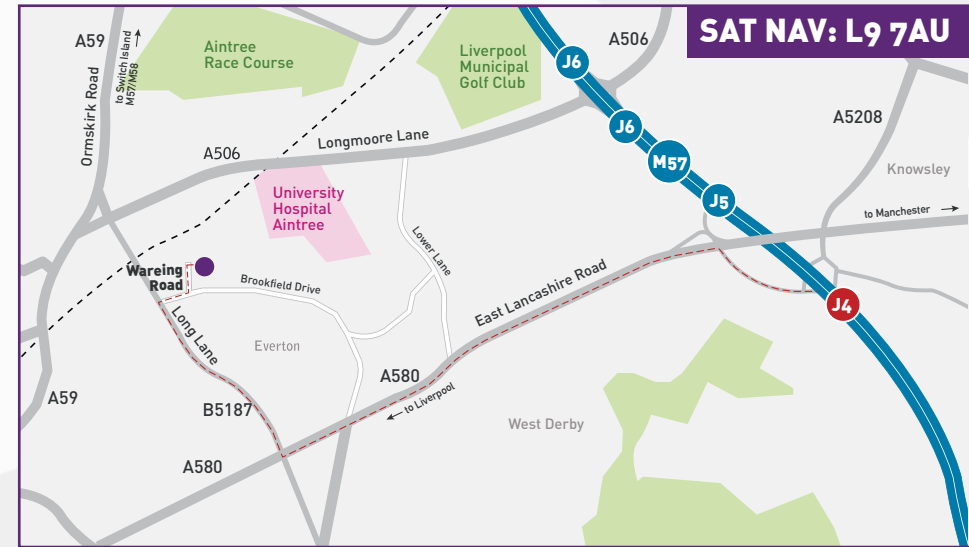 SAT NAV: L9 7AU
A59
to Switch Island
M57/M58
Ormskirk Road
Aintree
Race Course
Liverpool
Municipal
Golf Club
J6
A506
J6
A5208
A506
Longmoore Lane
M57
Knowsley
University
Hospital
Aintree
J5
to Manchester
Lower Lane
Wareing
Road
Brookfield Drive
East Lancashire Road
J4
Long Lane
Everton
A580
to Liverpool
A59
B5187
West Derby
A580